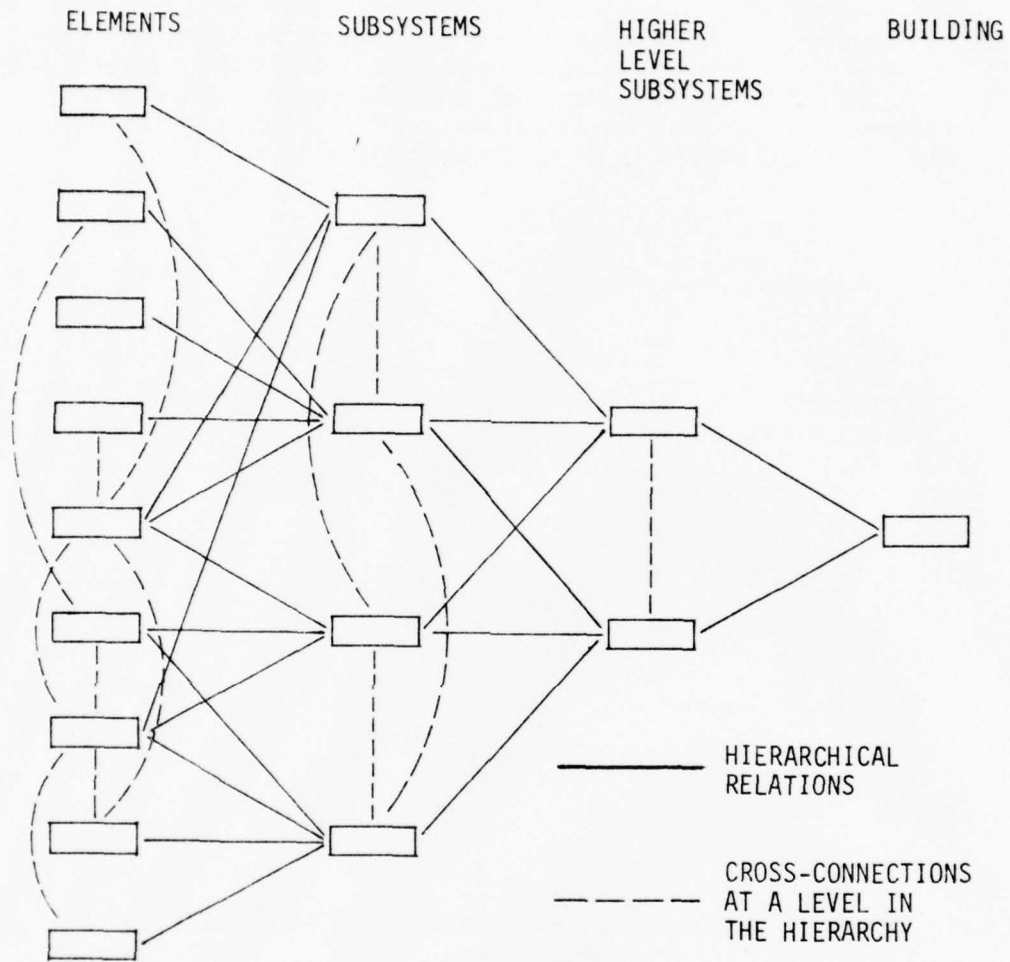 ELEMENTS
SUBSYSTEMS
HIGHER
LEVEL
SUBSYSTEMS
BUILDING
HIERARCHICAL
RELATIONS
CROSS-CONNECTIONS
AT A LEVEL IN
THE HIERARCHY